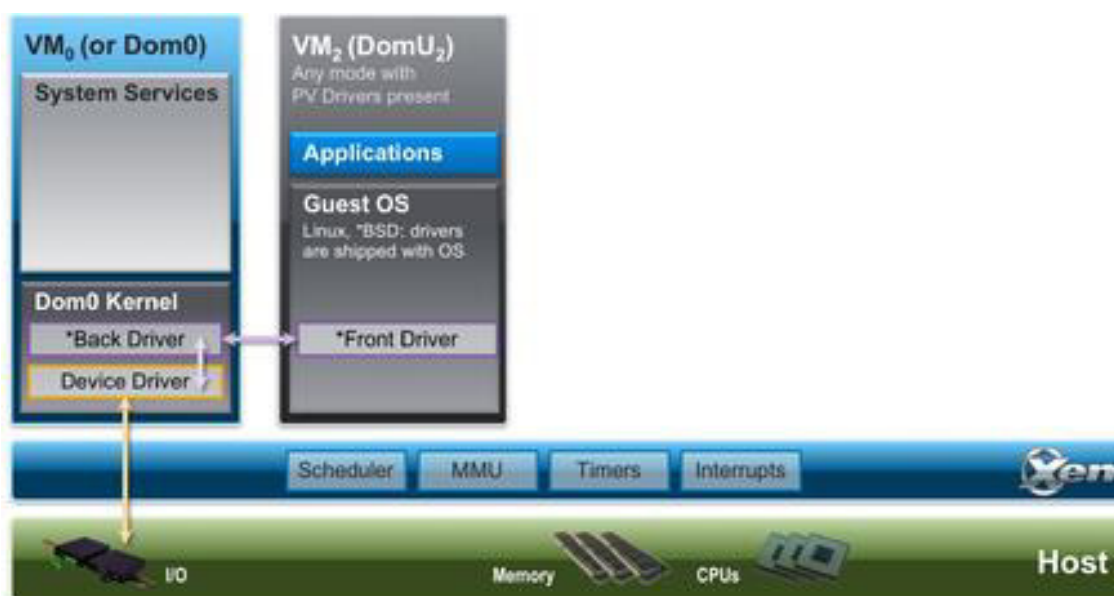 VM0 (or Dom0)
System Services
Dom0 Kernel
*Back Driver
Device Driver
VM2 (DomU2)
Any mode with
PV Drivers present
Applications
Guest OS
Linux, *BSD: drivers
are shipped with OS
*Front Driver
Scheduler
MMU
Timers
Interrupts
Xen
I/O
Memory
CPUs
Host